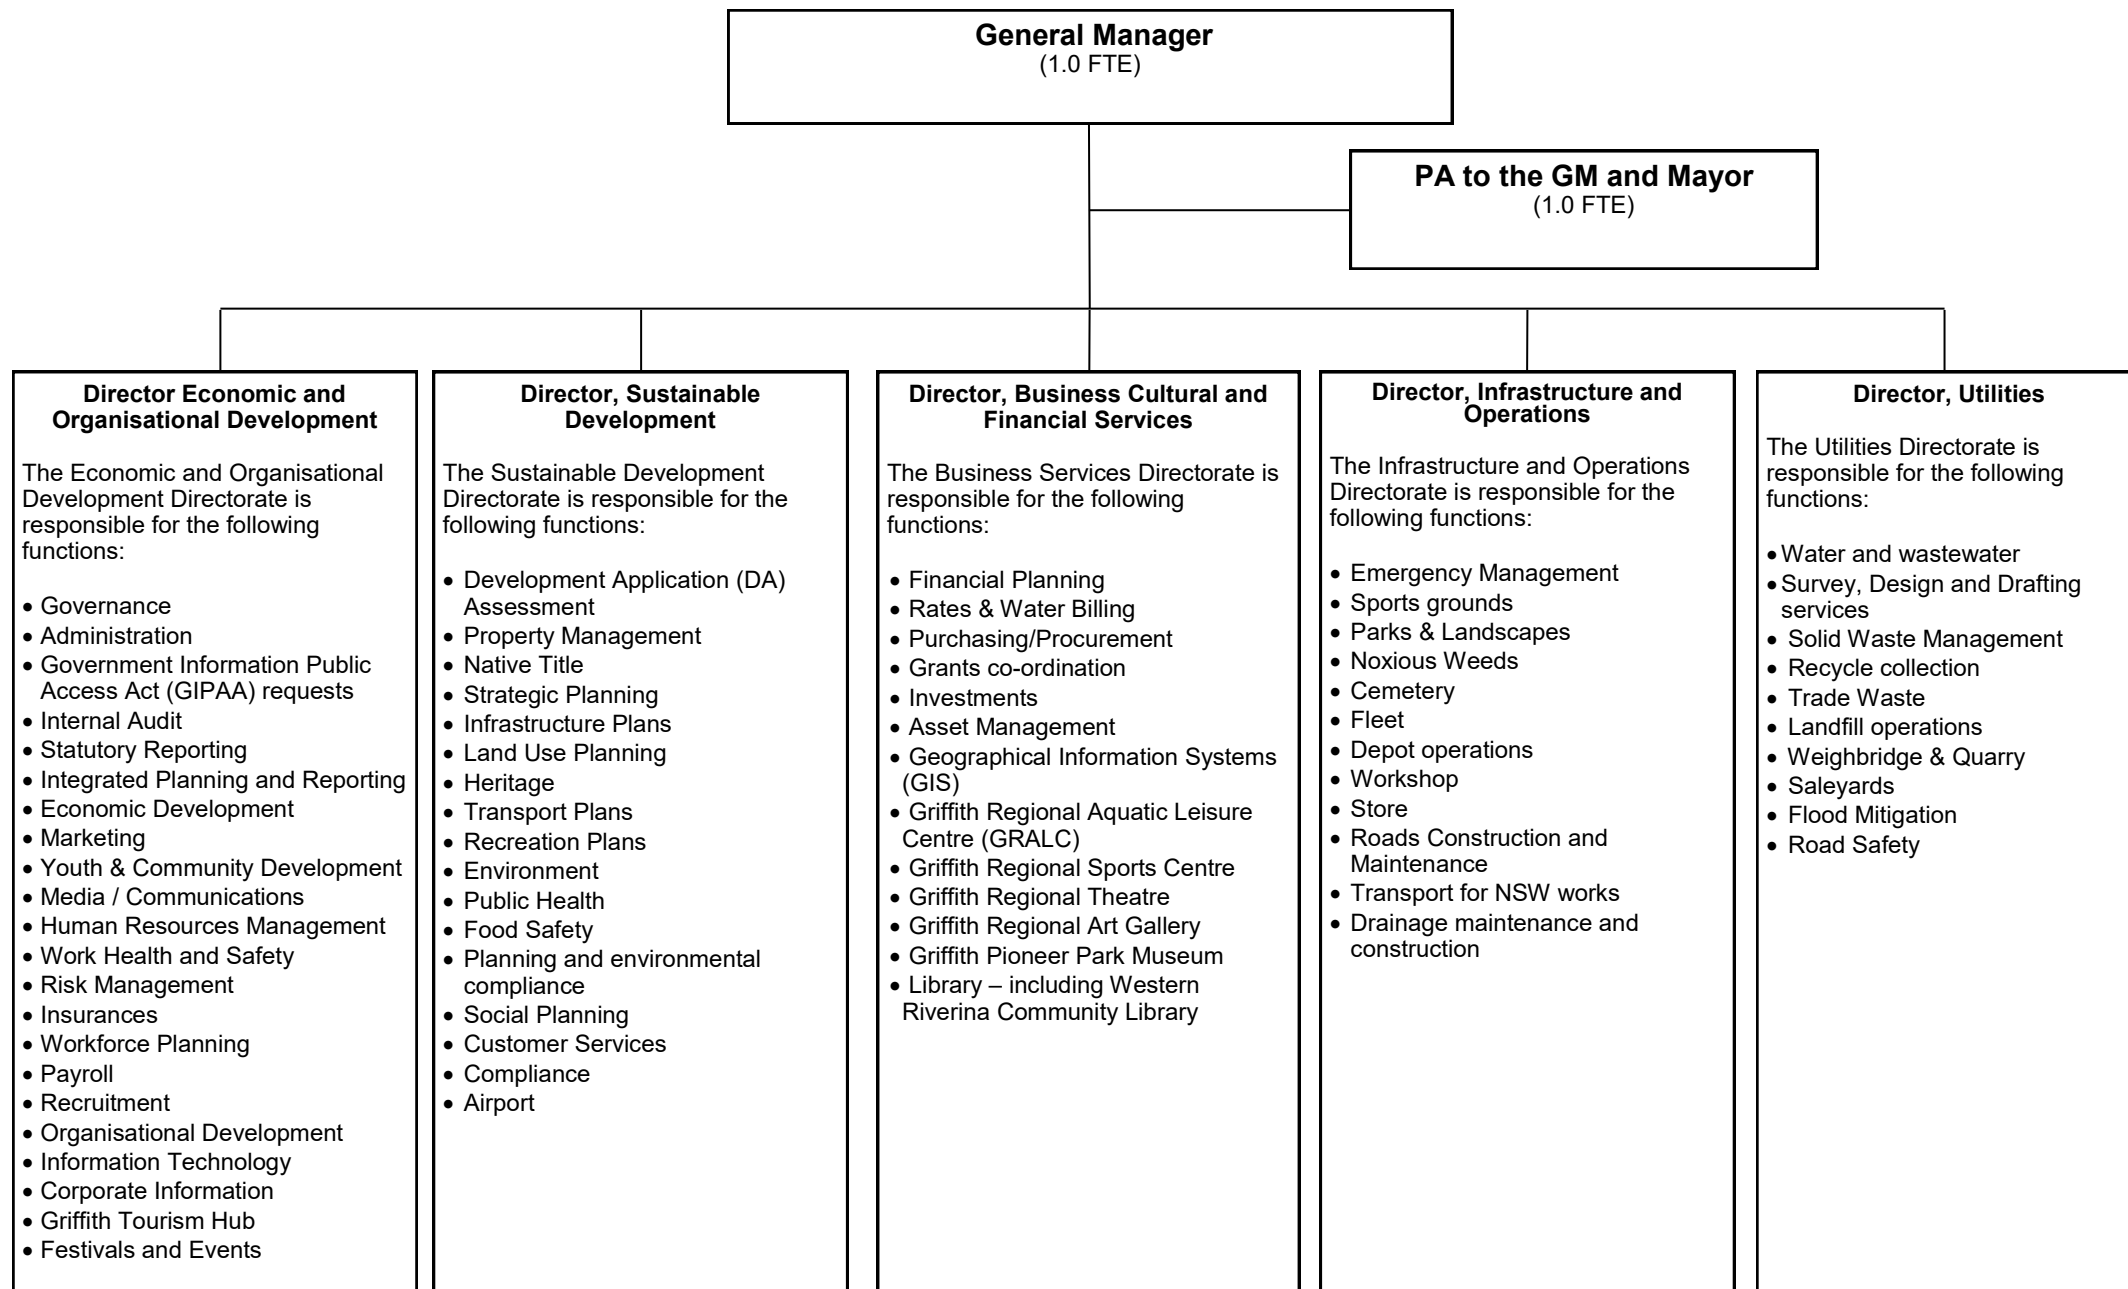 General Manager
(1.0 FTE)
PA to the GM and Mayor
(1.0 FTE)
Director Economic and
Organisational Development
The Economic and Organisational
Development Directorate is
responsible for the following
functions:
• Governance
• Administration
• Government Information Public
Access Act (GIPAA) requests
• Internal Audit
• Statutory Reporting
• Integrated Planning and Reporting
• Economic Development
• Marketing
• Youth & Community Development
• Media / Communications
• Human Resources Management
• Work Health and Safety
• Risk Management
• Insurances
• Workforce Planning
• Payroll
• Recruitment
• Organisational Development
• Information Technology
• Corporate Information
• Griffith Tourism Hub
• Festivals and Events
Director, Sustainable
Development
The Sustainable Development
Directorate is responsible for the
following functions:
• Development Application (DA)
Assessment
• Property Management
• Native Title
• Strategic Planning
• Infrastructure Plans
• Land Use Planning
• Heritage
• Transport Plans
• Recreation Plans
• Environment
• Public Health
• Food Safety
• Planning and environmental
compliance
• Social Planning
• Customer Services
• Compliance
• Airport
Director, Business Cultural and
Financial Services
The Business Services Directorate is
responsible for the following
functions:
• Financial Planning
• Rates & Water Billing
• Purchasing/Procurement
• Grants co-ordination
• Investments
• Asset Management
• Geographical Information Systems
(GIS)
• Griffith Regional Aquatic Leisure
Centre (GRALC)
• Griffith Regional Sports Centre
• Griffith Regional Theatre
• Griffith Regional Art Gallery
• Griffith Pioneer Park Museum
• Library – including Western
Riverina Community Library
Director, Infrastructure and
Operations
The Infrastructure and Operations
Directorate is responsible for the
following functions:
• Emergency Management
• Sports grounds
• Parks & Landscapes
• Noxious Weeds
• Cemetery
• Fleet
• Depot operations
• Workshop
• Store
• Roads Construction and
Maintenance
• Transport for NSW works
• Drainage maintenance and
construction
Director, Utilities
The Utilities Directorate is
responsible for the following
functions:
• Water and wastewater
• Survey, Design and Drafting
services
• Solid Waste Management
• Recycle collection
• Trade Waste
• Landfill operations
• Weighbridge & Quarry
• Saleyards
• Flood Mitigation
• Road Safety